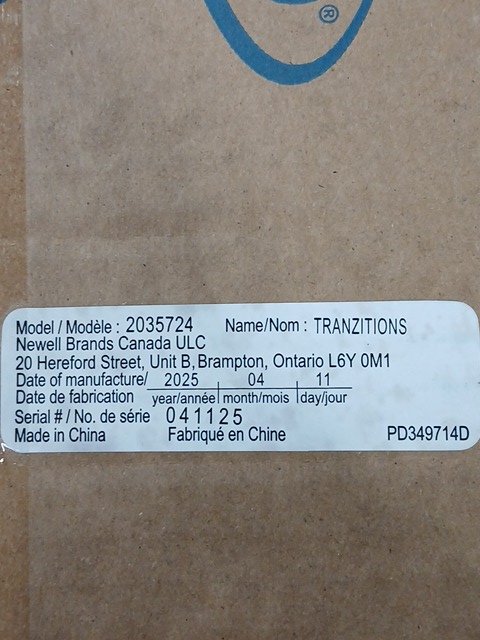 ®
Model / Modèle : 2035724 Name/Nom : TRANZITIONS
Newell Brands Canada ULC
20 Hereford Street, Unit B, Brampton, Ontario L6Y 0M1
Date of manufacture/ 2025 04 11
Date de fabrication year/année month/mois day/jour
Serial # / No. de série 041125
Made in China Fabriqué en Chine PD349714D